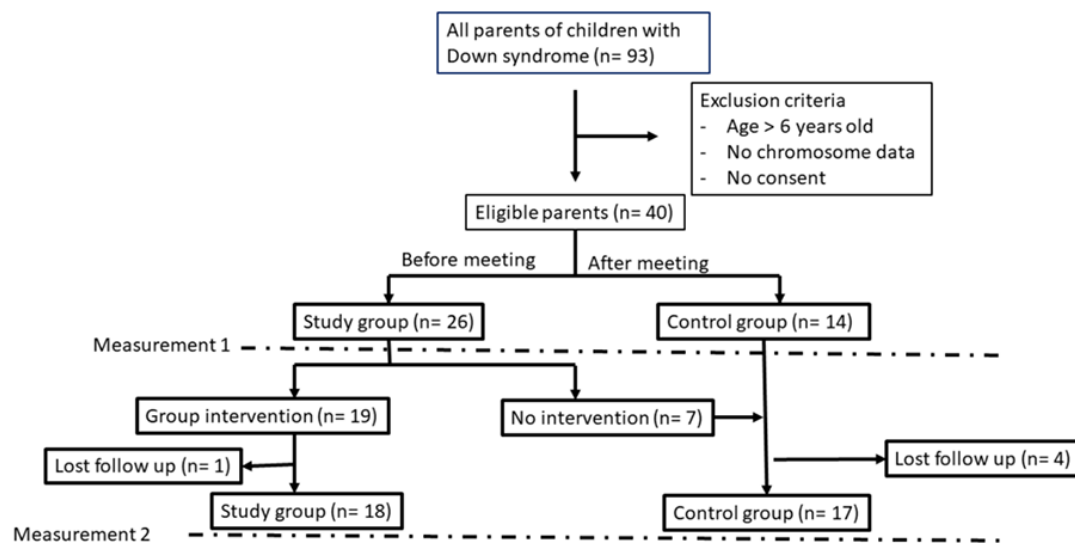 All parents of children with
Down syndrome (n= 93)
Exclusion criteria
- Age > 6 years old
- No chromosome data
- No consent
Eligible parents (n= 40)
Before meeting
After meeting
Study group (n= 26)
Control group (n= 14)
Measurement 1
Group intervention (n= 19)
No intervention (n= 7)
Lost follow up (n= 1)
Lost follow up (n= 4)
Study group (n= 18)
Control group (n= 17)
Measurement 2